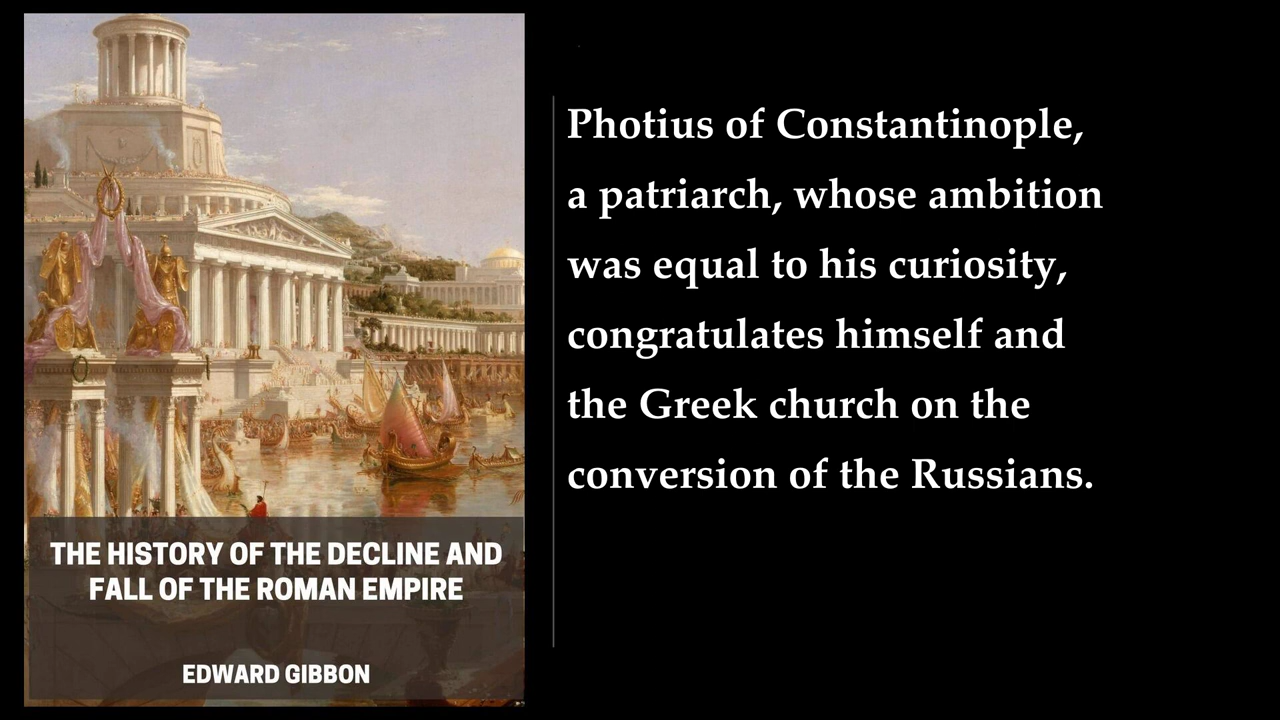 THE HISTORY OF THE DECLINE AND
FALL OF THE ROMAN EMPIRE
EDWARD GIBBON
Photius of Constantinople,
a patriarch, whose ambition
was equal to his curiosity,
congratulates himself and
the Greek church on the
conversion of the Russians.